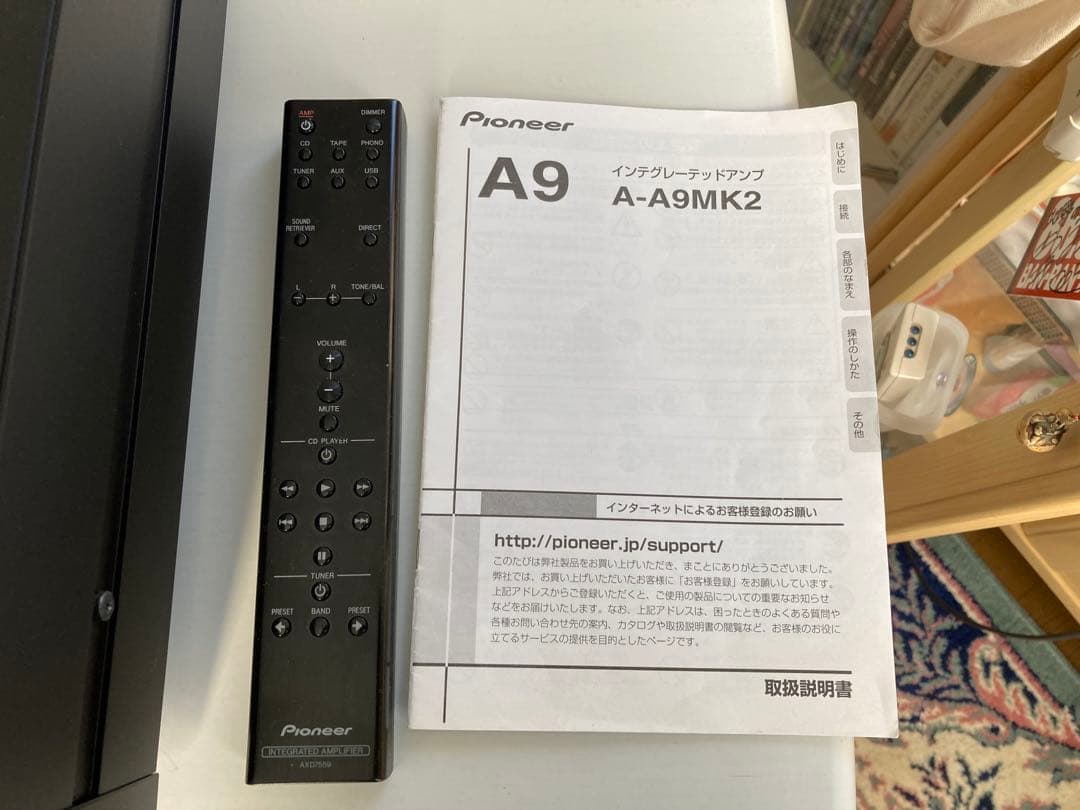 AMP
DIMMER
CD
TAPE
PHONO
TUNER
AUX
USB
SOUND
RETRIEVER
DIRECT
L
R
TONE/BAL
VOLUME
MUTE
CD PLAYER
TUNER
PRESET
BAND
PRESET
Pioneer
INTEGRATED AMPLIFIER
AXD7559
Pioneer
A9
インテグレーテッドアンプ
A-A9MK2
はじめに
接続
各部のなまえ
操作のしかた
その他
インターネットによるお客様登録のお願い
http://pioneer.jp/support/
このたびは弊社製品をお買い上げいただき、まことにありがとうございました。
弊社では、お買い上げいただいたお客様に「お客様登録」をお願いしています。
上記アドレスからご登録いただくと、ご使用の製品についての重要なお知らせ
などをお届けいたします。なお、上記アドレスは、困ったときのよくある質問や
各種お問い合わせ先の案内、カタログや取扱説明書の閲覧など、お客様のお役に
立てるサービスの提供を目的としたページです。
取扱説明書